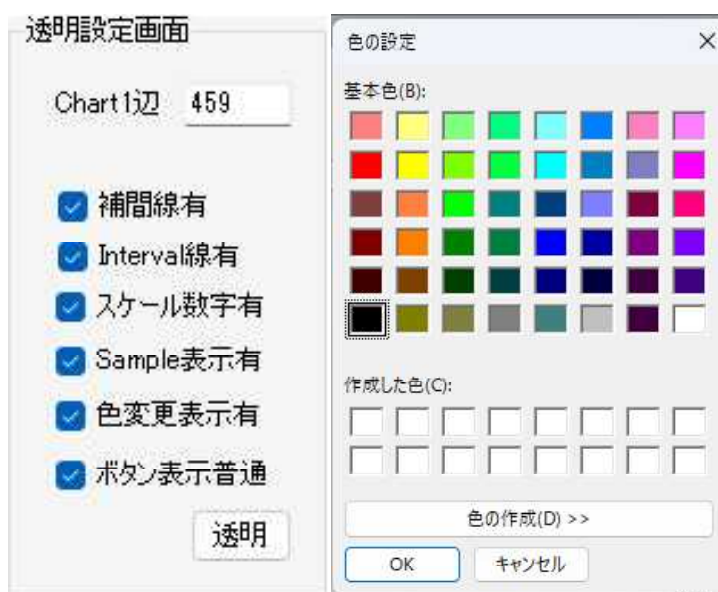 透明設定画面
Chart1辺 459
補間線有
Interval線有
スケール数字有
Sample表示有
色変更表示有
ボタン表示普通
透明
色の設定
基本色(B):
作成した色(C):
色の作成(D) >>
OK キャンセル